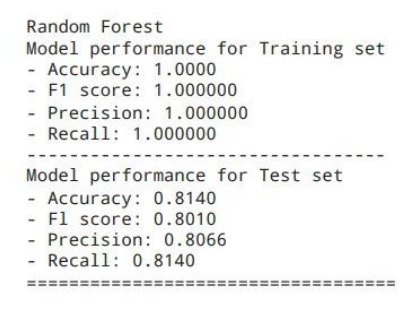 Random Forest
Model performance for Training set
- Accuracy: 1.0000
- F1 score: 1.000000
- Precision: 1.000000
- Recall: 1.000000
----------------------------------
Model performance for Test set
- Accuracy: 0.8140
- Fl score: 0.8010
- Precision: 0.8066
- Recall: 0.8140
===================================